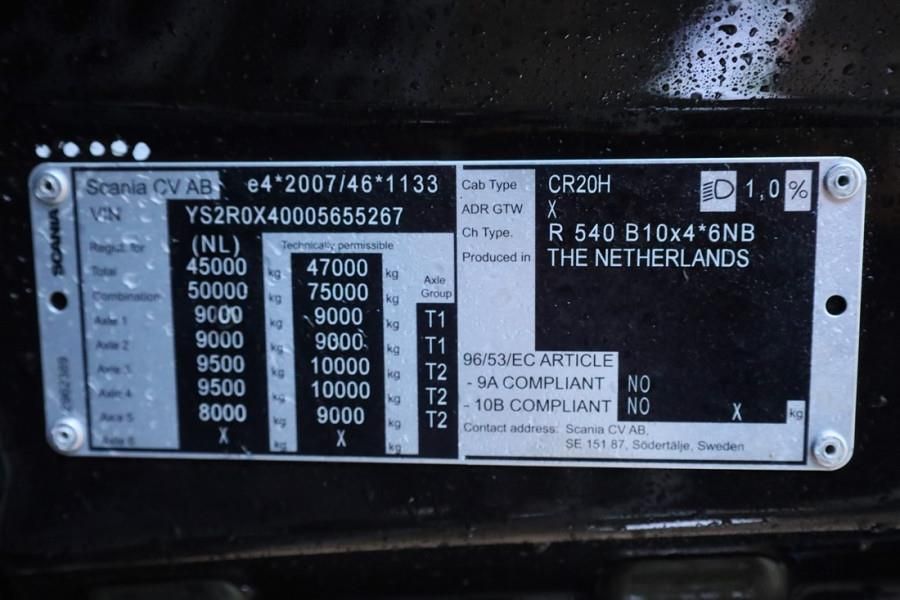 SCANIA
Scania CV AB e4*2007/46*1133
VIN YS2R0X40005655267
Regist. for (NL) Technically permissible
Total 45000 kg 47000 kg
Combination 50000 kg 75000 kg Axle Group
Axle 1 9000 kg 9000 kg T1
Axle 2 9000 kg 9000 kg T1
Axle 3 9500 kg 10000 kg T2
Axle 4 9500 kg 10000 kg T2
Axle 5 8000 kg 9000 kg T2
Axle 6 X kg X kg
Cab Type CR20H 1,0 %
ADR GTW X
Ch Type. R 540 B10x4*6NB
Produced in THE NETHERLANDS
96/53/EC ARTICLE
- 9A COMPLIANT NO
- 10B COMPLIANT NO X kg
Contact address: Scania CV AB,
SE 151 87, Södertälje, Sweden